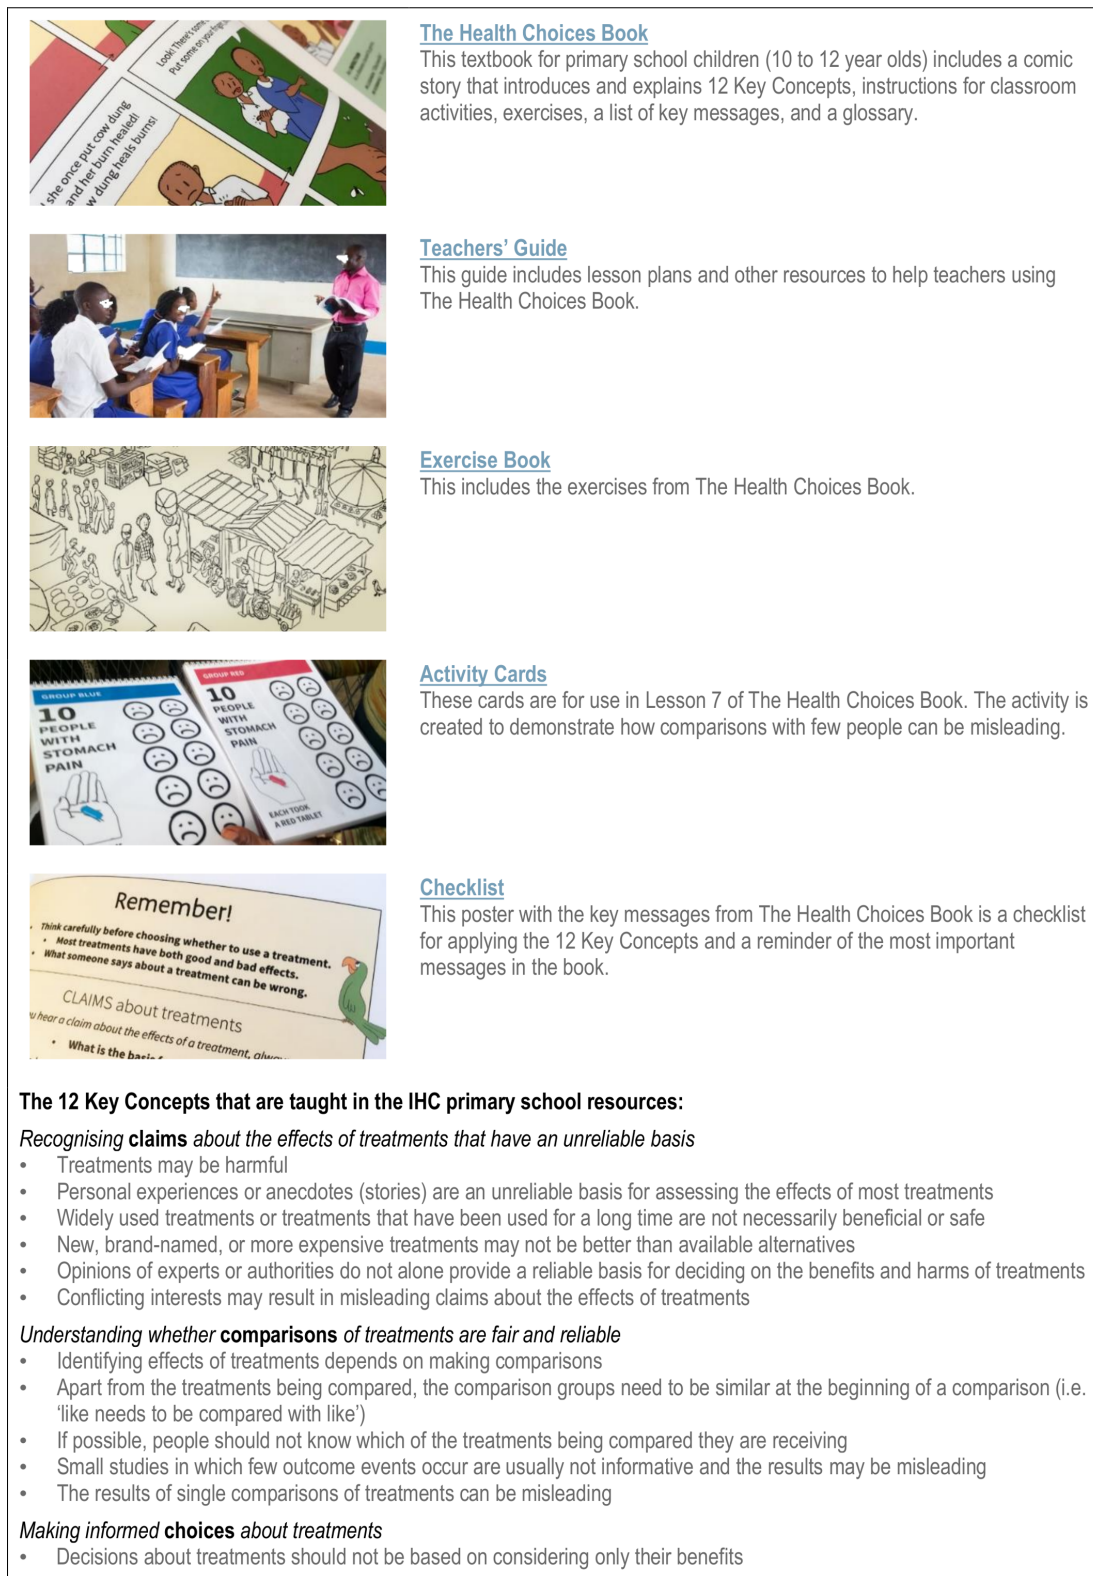 Look! There's some
Put some on your
she once put cow dung
and her burn healed!
w dung heals burns!
The Health Choices Book
This textbook for primary school children (10 to 12 year olds) includes a comic
story that introduces and explains 12 Key Concepts, instructions for classroom
activities, exercises, a list of key messages, and a glossary.
Teachers’ Guide
This guide includes lesson plans and other resources to help teachers using
The Health Choices Book.
Exercise Book
This includes the exercises from The Health Choices Book.
GROUP BLUE
10
PEOPLE
WITH
STOMACH
PAIN
GROUP RED
10
PEOPLE
WITH
STOMACH
PAIN
EACH TOOK
A RED TABLET
Activity Cards
These cards are for use in Lesson 7 of The Health Choices Book. The activity is
created to demonstrate how comparisons with few people can be misleading.
Remember!
• Think carefully before choosing whether to use a treatment.
• Most treatments have both good and bad effects.
• What someone says about a treatment can be wrong.
CLAIMS about treatments
u hear a claim about the effects of a treatment, alway
• What is the basis
Checklist
This poster with the key messages from The Health Choices Book is a checklist
for applying the 12 Key Concepts and a reminder of the most important
messages in the book.
The 12 Key Concepts that are taught in the IHC primary school resources:
Recognising claims about the effects of treatments that have an unreliable basis
• Treatments may be harmful
• Personal experiences or anecdotes (stories) are an unreliable basis for assessing the effects of most treatments
• Widely used treatments or treatments that have been used for a long time are not necessarily beneficial or safe
• New, brand-named, or more expensive treatments may not be better than available alternatives
• Opinions of experts or authorities do not alone provide a reliable basis for deciding on the benefits and harms of treatments
• Conflicting interests may result in misleading claims about the effects of treatments
Understanding whether comparisons of treatments are fair and reliable
• Identifying effects of treatments depends on making comparisons
• Apart from the treatments being compared, the comparison groups need to be similar at the beginning of a comparison (i.e.
‘like needs to be compared with like’)
• If possible, people should not know which of the treatments being compared they are receiving
• Small studies in which few outcome events occur are usually not informative and the results may be misleading
• The results of single comparisons of treatments can be misleading
Making informed choices about treatments
• Decisions about treatments should not be based on considering only their benefits